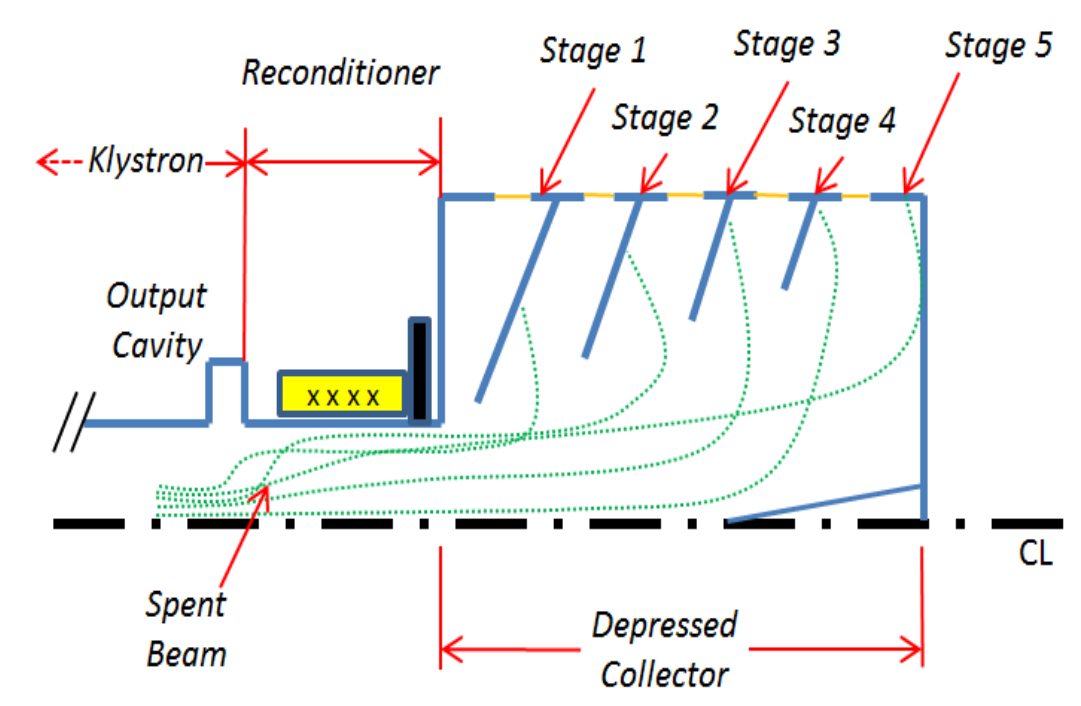 Stage 1
Stage 3
Stage 5
Reconditioner
Stage 2
Stage 4
Klystron
Output
Cavity
x x x x
CL
Spent
Beam
Depressed
Collector